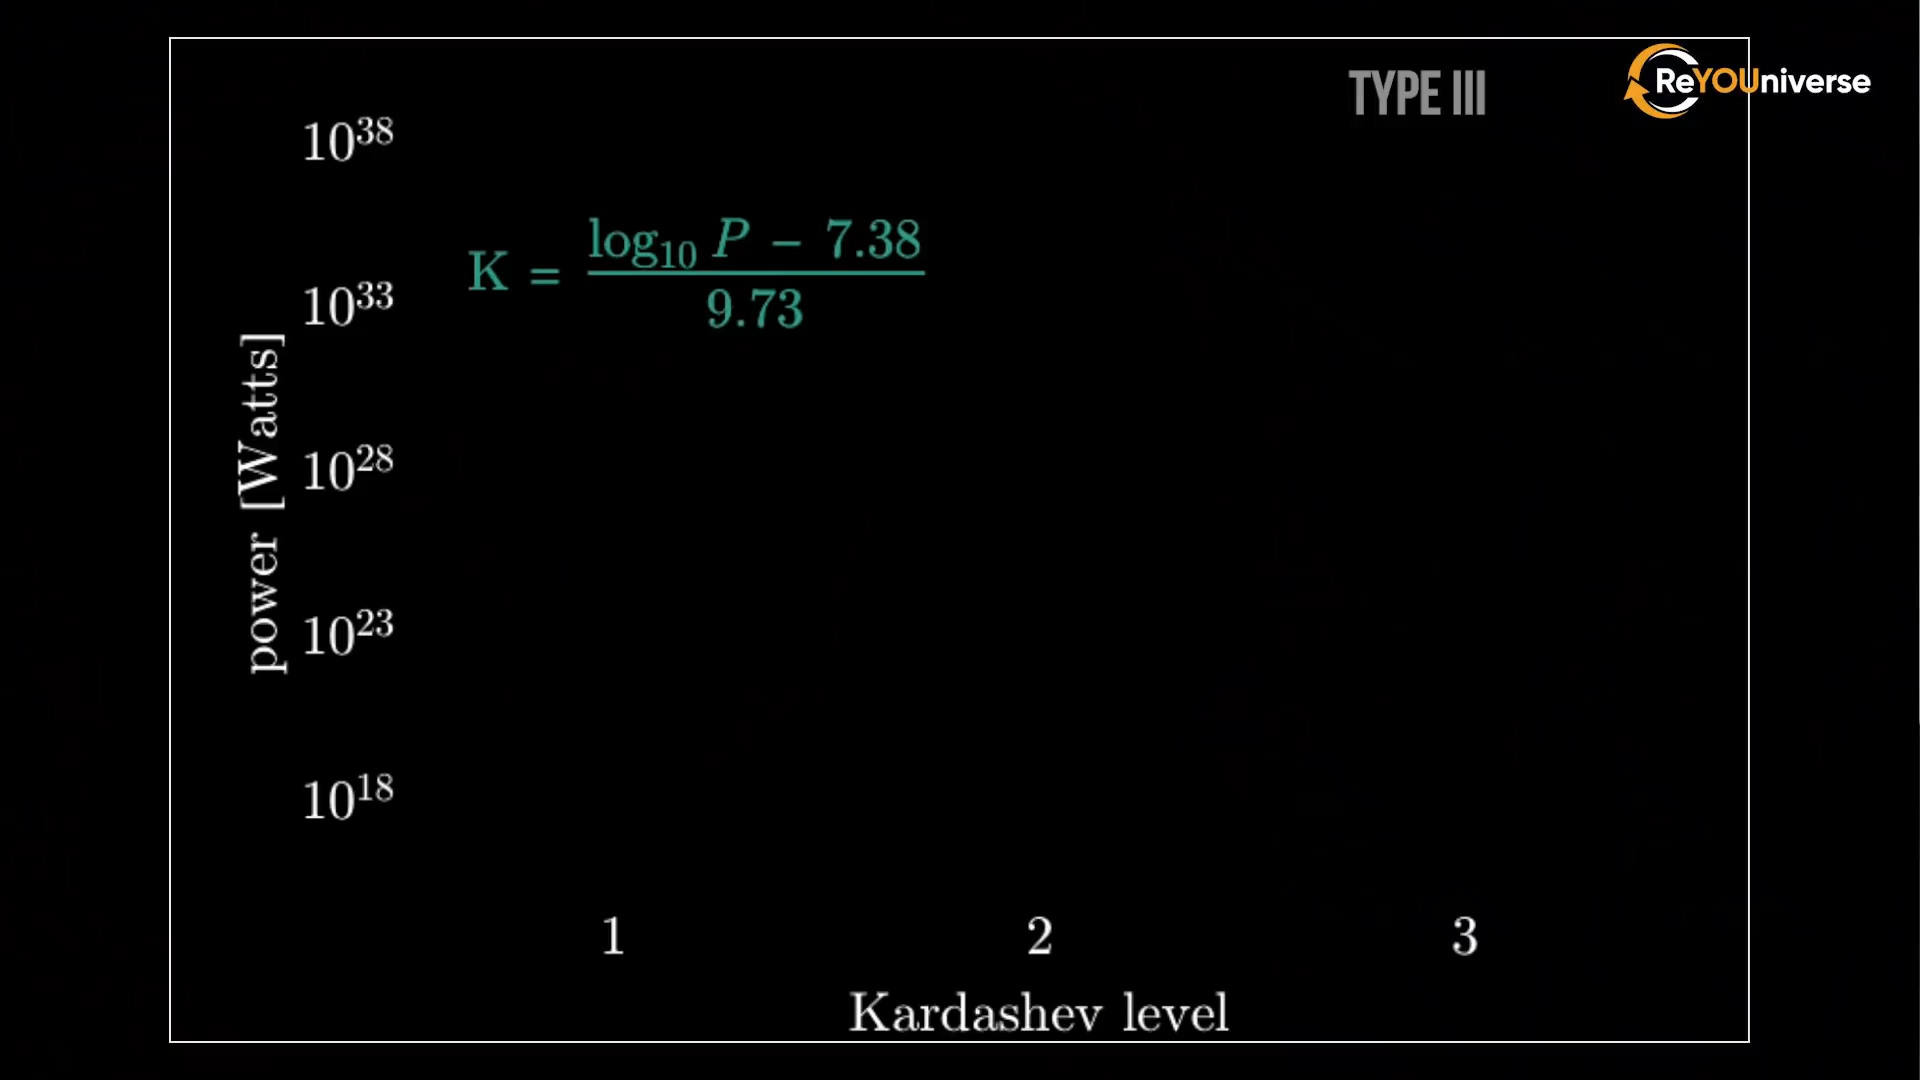 TYPE III
ReYOUniverse
10^38
K = (log_10 P − 7.38) / 9.73
10^33
power [Watts]
10^28
10^23
10^18
1 2 3
Kardashev level